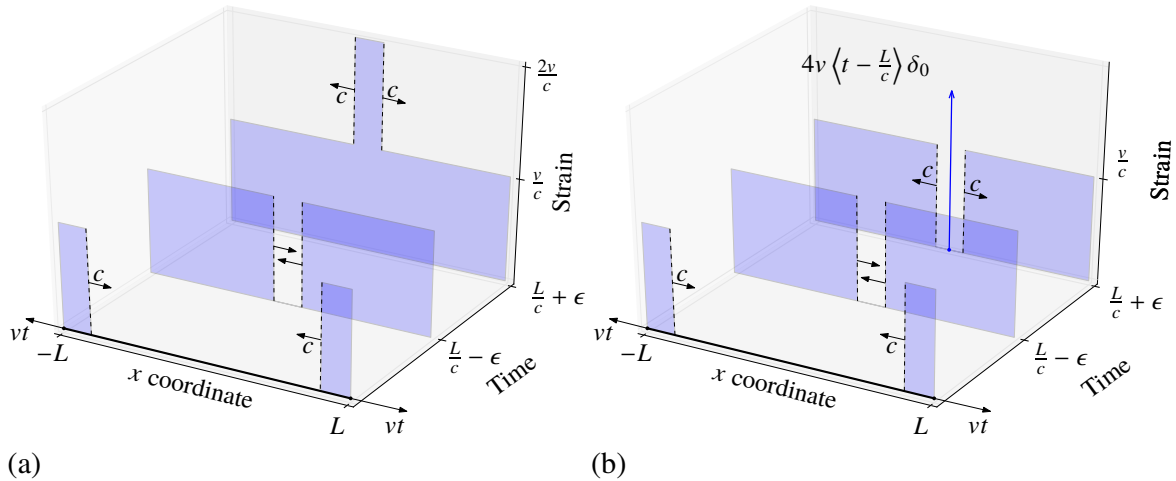 2v/c
c
c
v/c
Strain
c
L/c + ϵ
vt
−L
c
L/c − ϵ
x coordinate
Time
L
vt
(a)
4v ⟨t − L/c⟩ δ₀
v/c
Strain
c
c
c
L/c + ϵ
vt
−L
c
L/c − ϵ
x coordinate
Time
L
vt
(b)